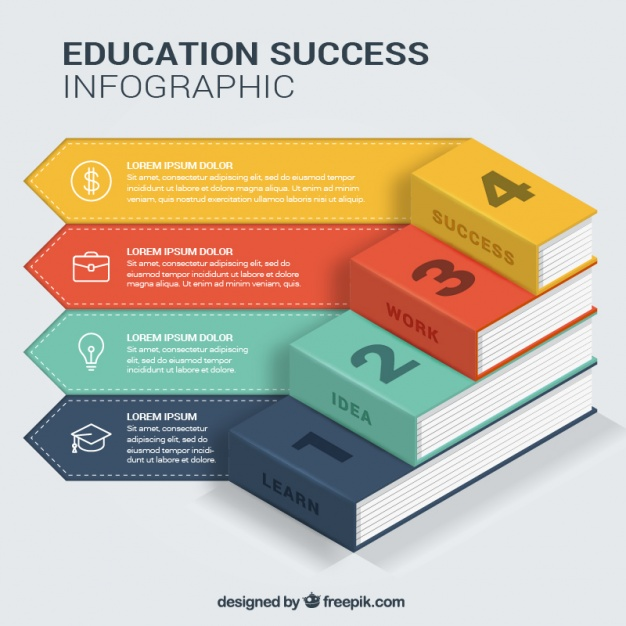 EDUCATION SUCCESS
INFOGRAPHIC
LOREM IPSUM DOLOR
Sit amet, consectetur adipiscing sed do eiusmod tempor
incididunt ut labore et dolore magna aliqua. Ut enim ad minim
veniam, quis nostrud exercitation ullamco laboris nisi ut aliquip.
4
SUCCESS
LOREM IPSUM DOLOR
Sit amet, consectetur adipiscing sed do
eiusmod tempor incididunt ut labore et dolore
magna aliqua. Ut enim ad minim veniam, quis.
3
WORK
LOREM IPSUM DOLOR
Sit amet, consectetur adipiscing
elit, sed do eiusmod tempor
incididunt ut labore et dolore.
2
IDEA
LOREM IPSUM
Sit amet, consectetur
adipiscing elit, sed do
eiusmod tempor incidi-
dunt ut labore et dolore.
1
LEARN
designed by freepik.com